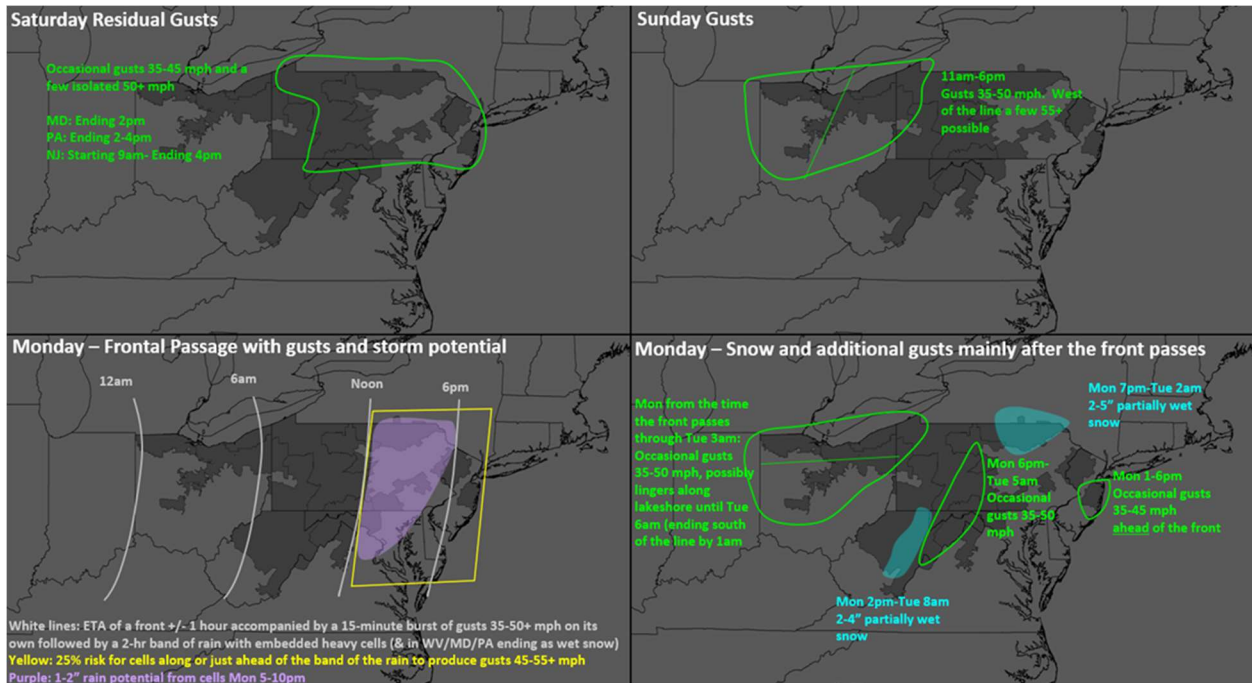 Saturday Residual Gusts
Occasional gusts 35-45 mph and a
few isolated 50+ mph
MD: Ending 2pm
PA: Ending 2-4pm
NJ: Starting 9am- Ending 4pm
Sunday Gusts
11am-6pm
Gusts 35-50 mph.  West
of the line a few 55+
possible
Monday – Frontal Passage with gusts and storm potential
12am
6am
Noon
6pm
White lines: ETA of a front +/- 1 hour accompanied by a 15-minute burst of gusts 35-50+ mph on its
own followed by a 2-hr band of rain with embedded heavy cells (& in WV/MD/PA ending as wet snow)
Yellow: 25% risk for cells along or just ahead of the band of the rain to produce gusts 45-55+ mph
Purple: 1-2” rain potential from cells Mon 5-10pm
Monday – Snow and additional gusts mainly after the front passes
Mon from the time
the front passes
through Tue 3am:
Occasional gusts
35-50 mph, possibly
lingers along
lakeshore until Tue
6am (ending south
of the line by 1am
Mon 7pm-Tue 2am
2-5” partially wet
snow
Mon 6pm-
Tue 5am
Occasional
gusts 35-50
mph
Mon 1-6pm
Occasional gusts
35-45 mph
ahead of the front
Mon 2pm-Tue 8am
2-4” partially wet
snow